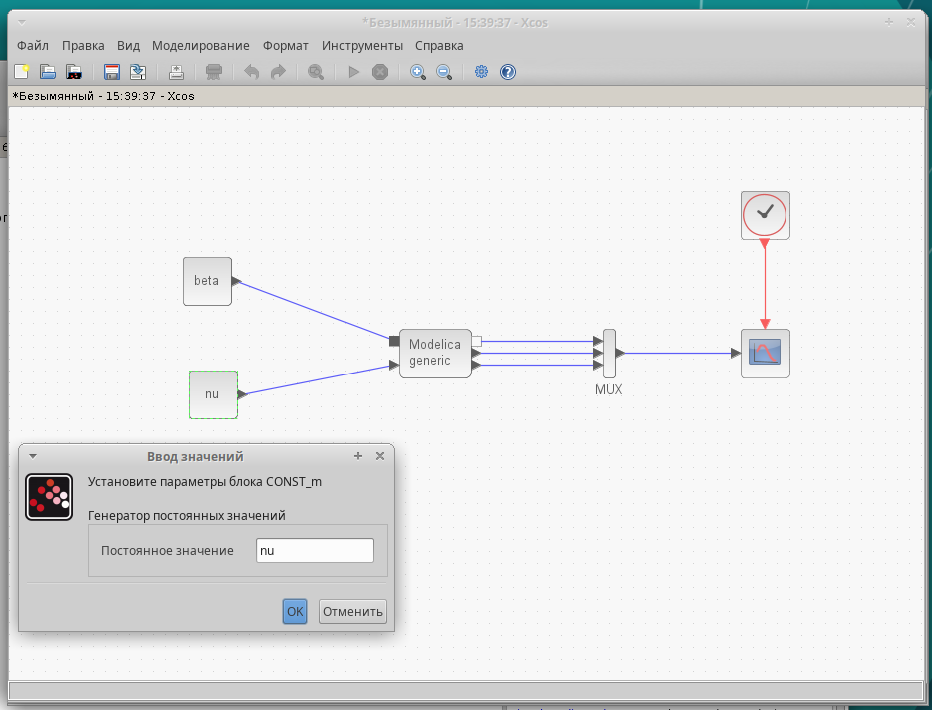 *Безымянный - 15:39:37 - Xcos
Файл Правка Вид Моделирование Формат Инструменты Справка
*Безымянный - 15:39:37 - Xcos
beta
Modelica
generic
nu
MUX
Ввод значений
Установите параметры блока CONST_m
Генератор постоянных значений
Постоянное значение nu
OK Отменить